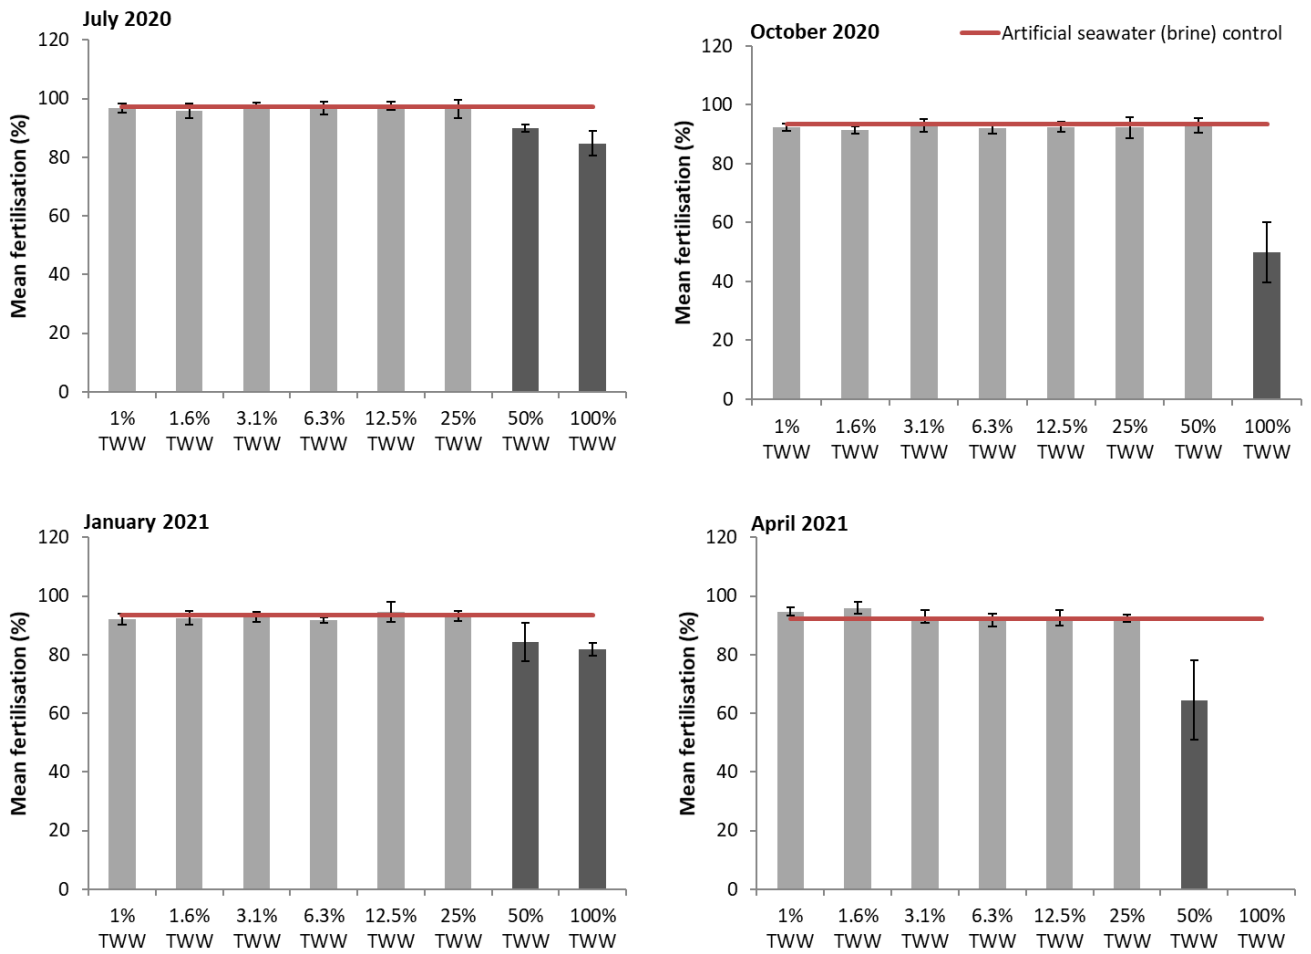 July 2020
120
100
80
60
40
20
0
Mean fertilisation (%)
1% 1.6% 3.1% 6.3% 12.5% 25% 50% 100%
TWW TWW TWW TWW TWW TWW TWW TWW
October 2020
Artificial seawater (brine) control
120
100
80
60
40
20
0
Mean fertilisation (%)
1% 1.6% 3.1% 6.3% 12.5% 25% 50% 100%
TWW TWW TWW TWW TWW TWW TWW TWW
January 2021
120
100
80
60
40
20
0
Mean fertilisation (%)
1% 1.6% 3.1% 6.3% 12.5% 25% 50% 100%
TWW TWW TWW TWW TWW TWW TWW TWW
April 2021
120
100
80
60
40
20
0
Mean fertilisation (%)
1% 1.6% 3.1% 6.3% 12.5% 25% 50% 100%
TWW TWW TWW TWW TWW TWW TWW TWW